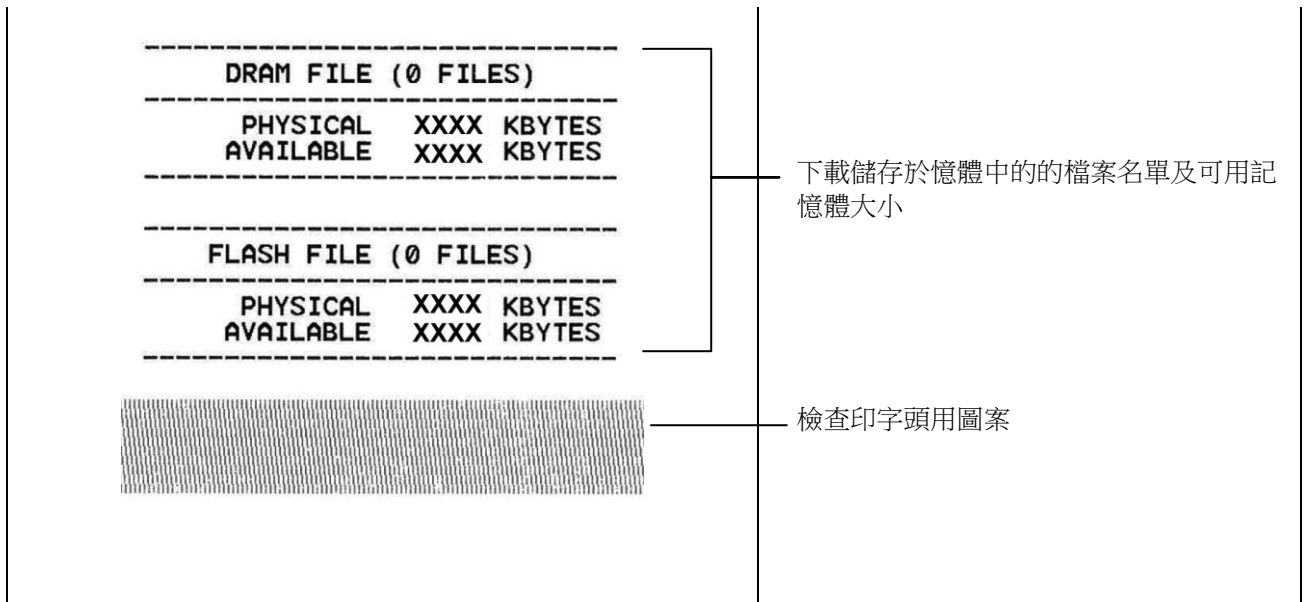 DRAM FILE (0 FILES)
PHYSICAL XXXX KBYTES
AVAILABLE XXXX KBYTES
FLASH FILE (0 FILES)
PHYSICAL XXXX KBYTES
AVAILABLE XXXX KBYTES
下載儲存於憶體中的的檔案名單及可用記
憶體大小
檢查印字頭用圖案